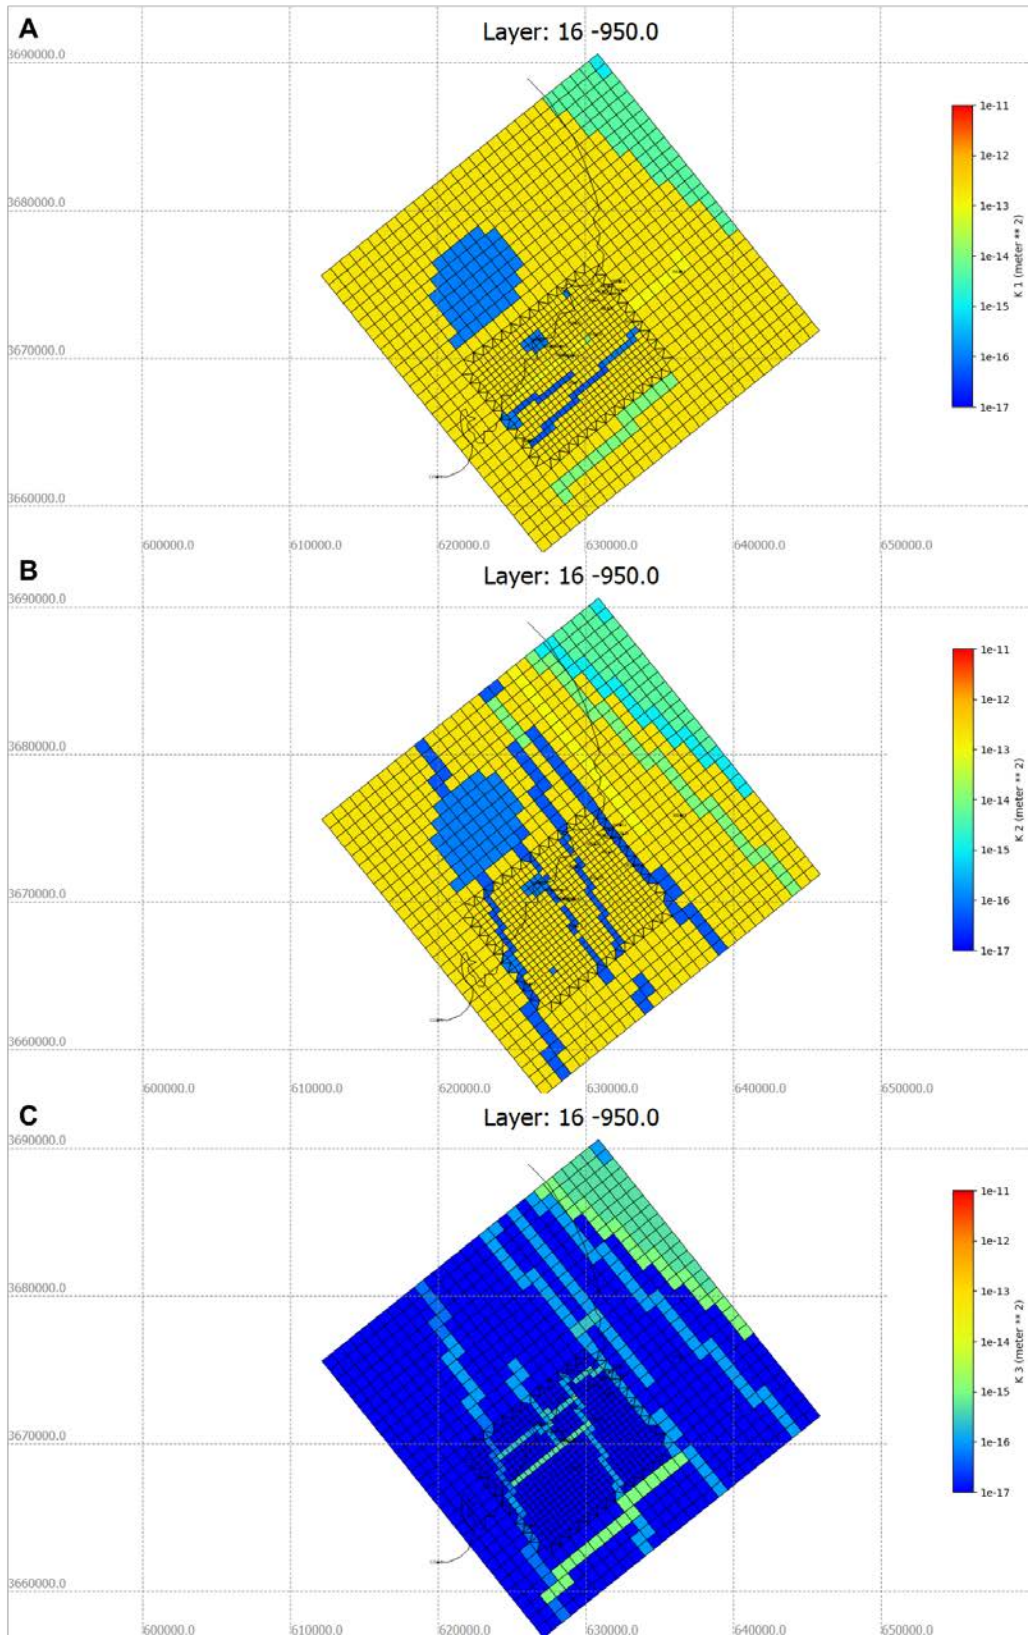 A
Layer: 16 -950.0
3690000.0
3680000.0
3670000.0
3660000.0
600000.0 610000.0 620000.0 630000.0 640000.0 650000.0
1e-11
1e-12
1e-13
1e-14
1e-15
1e-16
1e-17
K 1 (meter ** 2)
B
Layer: 16 -950.0
3690000.0
3680000.0
3670000.0
3660000.0
600000.0 610000.0 620000.0 630000.0 640000.0 650000.0
1e-11
1e-12
1e-13
1e-14
1e-15
1e-16
1e-17
K 2 (meter ** 2)
C
Layer: 16 -950.0
3690000.0
3680000.0
3670000.0
3660000.0
600000.0 610000.0 620000.0 630000.0 640000.0 650000.0
1e-11
1e-12
1e-13
1e-14
1e-15
1e-16
1e-17
K 3 (meter ** 2)